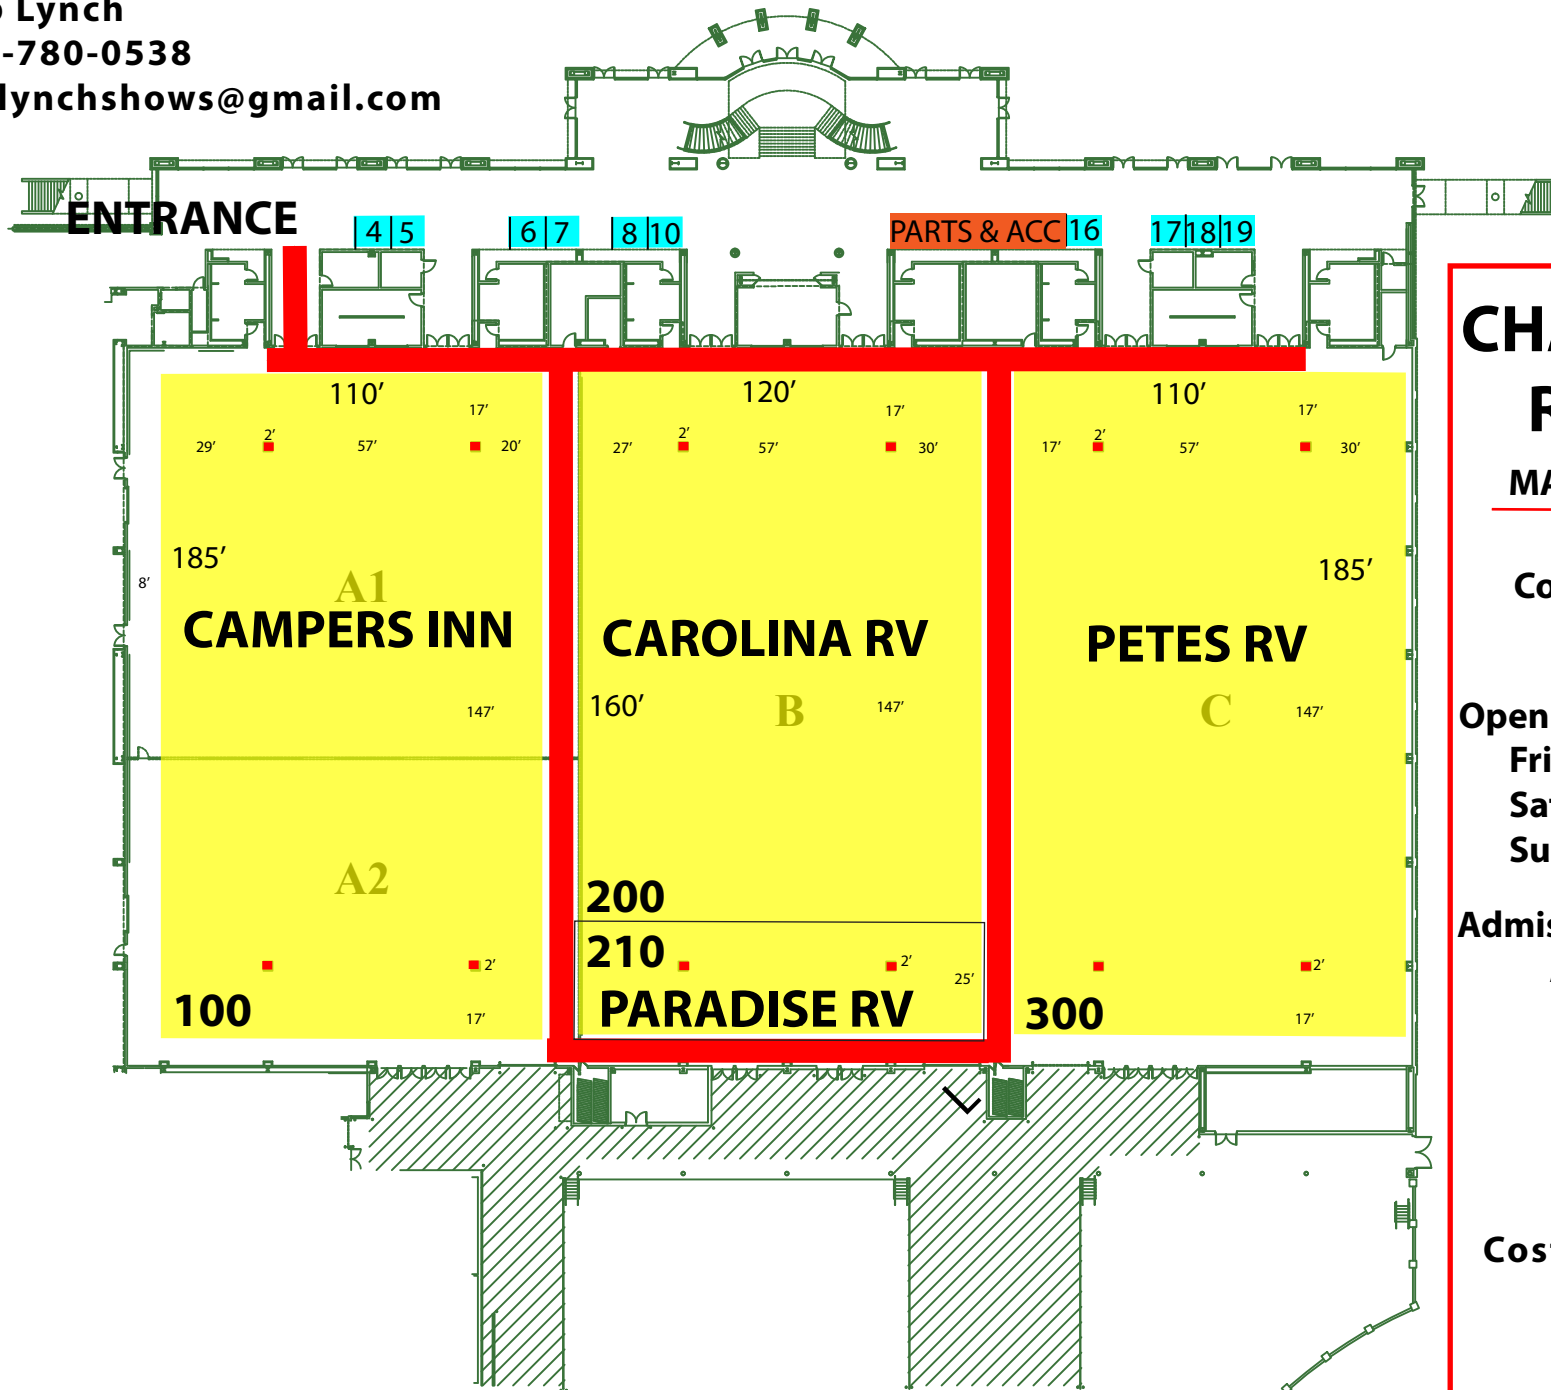 Lynch
-780-0538
lynchshows@gmail.com
ENTRANCE
4 5
6 7
8 10
PARTS & ACC 16
17 18 19
110’
17’
29’ 2’ 57’ 20’
185’
8’
A1
CAMPERS INN
147’
A2
2’
100
17’
120’
17’
27’ 2’ 57’ 30’
CAROLINA RV
160’
B
147’
200
210
2’
25’
PARADISE RV
110’
17’
17’ 2’ 57’ 30’
185’
PETES RV
C
147’
2’
300
17’
CHA
R
MA
Co
Open
Fri
Sa
Su
Admis
Cos